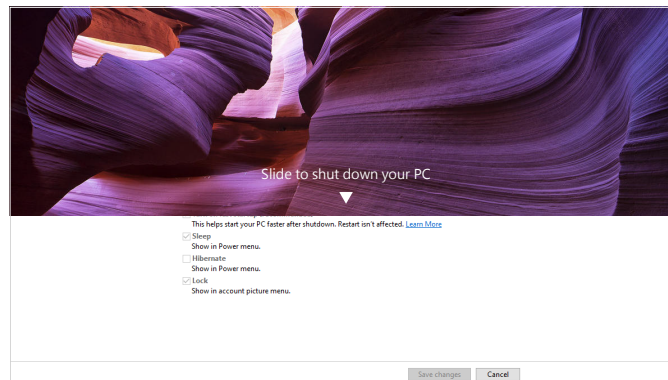 Slide to shut down your PC
This helps start your PC faster after shutdown. Restart isn't affected. Learn More
Sleep
Show in Power menu.
Hibernate
Show in Power menu.
Lock
Show in account picture menu.
Save changes Cancel